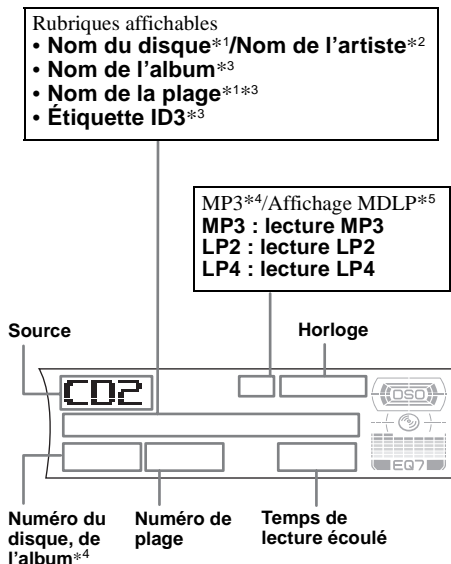 Rubriques affichables
• Nom du disque*1/Nom de l'artiste*2
• Nom de l'album*3
• Nom de la plage*1*3
• Étiquette ID3*3
MP3*4/Affichage MDLP*5
MP3 : lecture MP3
LP2 : lecture LP2
LP4 : lecture LP4
Source
Horloge
CD2
DSO
EQ7
Numéro du
disque, de
l'album*4
Numéro de
plage
Temps de
lecture écoulé